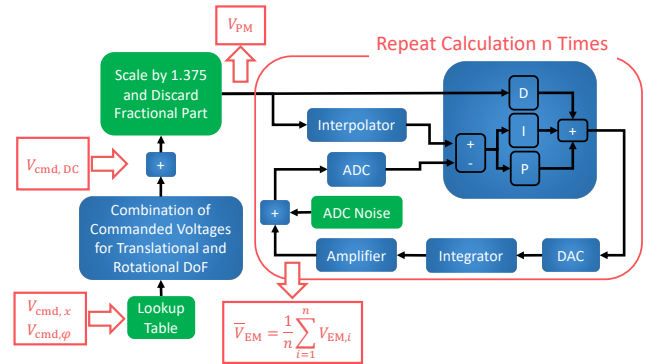 V_PM
Repeat Calculation n Times
Scale by 1.375
and Discard
Fractional Part
D
Interpolator
I
+
+
-
V_cmd, DC
+
ADC
P
Combination of
Commanded Voltages
for Translational and
Rotational DoF
+
ADC Noise
Amplifier
Integrator
DAC
V_cmd, x
V_cmd,φ
Lookup
Table
V̅_EM = 1/n ∑_{i=1}^{n} V_EM,i